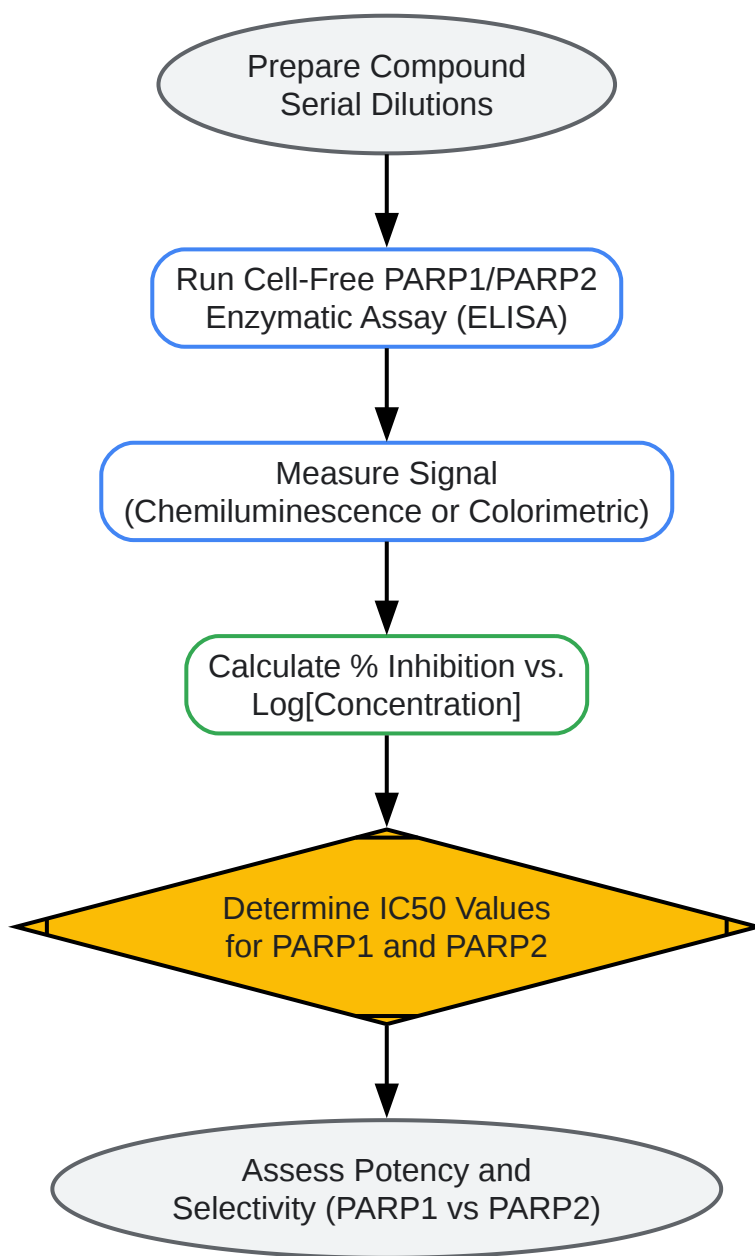 Prepare Compound
Serial Dilutions
Run Cell-Free PARP1/PARP2
Enzymatic Assay (ELISA)
Measure Signal
(Chemiluminescence or Colorimetric)
Calculate % Inhibition vs.
Log[Concentration]
Determine IC50 Values
for PARP1 and PARP2
Assess Potency and
Selectivity (PARP1 vs PARP2)